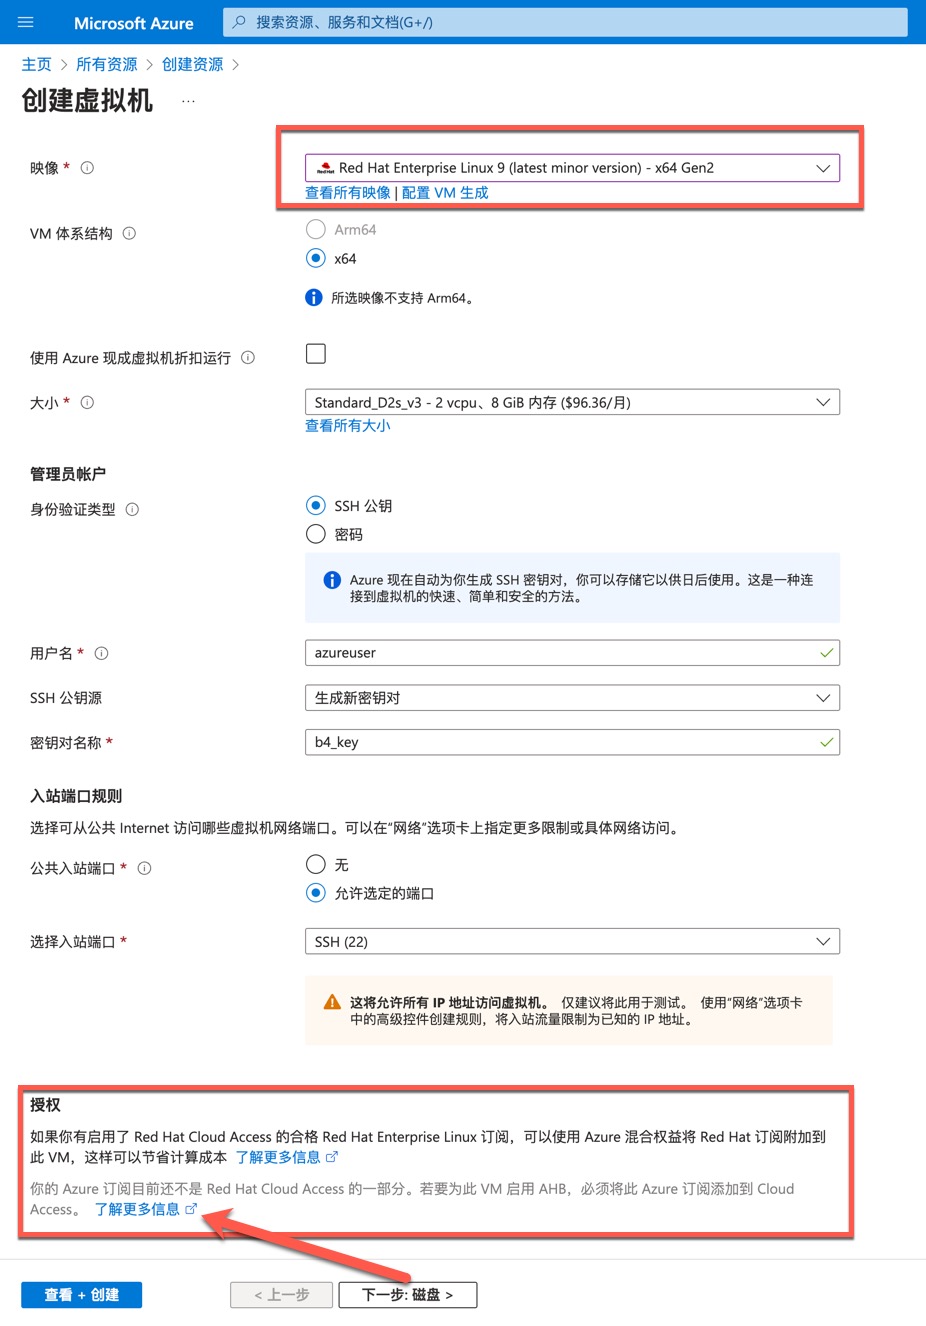 Microsoft Azure
搜索资源、服务和文档(G+/)
主页 > 所有资源 > 创建资源 >
创建虚拟机 ...
映像 *
Red Hat
Red Hat Enterprise Linux 9 (latest minor version) - x64 Gen2
查看所有映像 | 配置 VM 生成
VM 体系结构
Arm64
x64
所选映像不支持 Arm64。
使用 Azure 现成虚拟机折扣运行
大小 *
Standard_D2s_v3 - 2 vcpu、8 GiB 内存 ($96.36/月)
查看所有大小
管理员帐户
身份验证类型
SSH 公钥
密码
Azure 现在自动为你生成 SSH 密钥对，你可以存储它以供日后使用。这是一种连
接到虚拟机的快速、简单和安全的方法。
用户名 *
azureuser
SSH 公钥源
生成新密钥对
密钥对名称 *
b4_key
入站端口规则
选择可从公共 Internet 访问哪些虚拟机网络端口。可以在“网络”选项卡上指定更多限制或具体网络访问。
公共入站端口 *
无
允许选定的端口
选择入站端口 *
SSH (22)
这将允许所有 IP 地址访问虚拟机。 仅建议将此用于测试。 使用“网络”选项卡
中的高级控件创建规则，将入站流量限制为已知的 IP 地址。
授权
如果你有启用了 Red Hat Cloud Access 的合格 Red Hat Enterprise Linux 订阅，可以使用 Azure 混合权益将 Red Hat 订阅附加到
此 VM，这样可以节省计算成本 了解更多信息
你的 Azure 订阅目前还不是 Red Hat Cloud Access 的一部分。若要为此 VM 启用 AHB，必须将此 Azure 订阅添加到 Cloud
Access。 了解更多信息
查看 + 创建
< 上一步
下一步: 磁盘 >